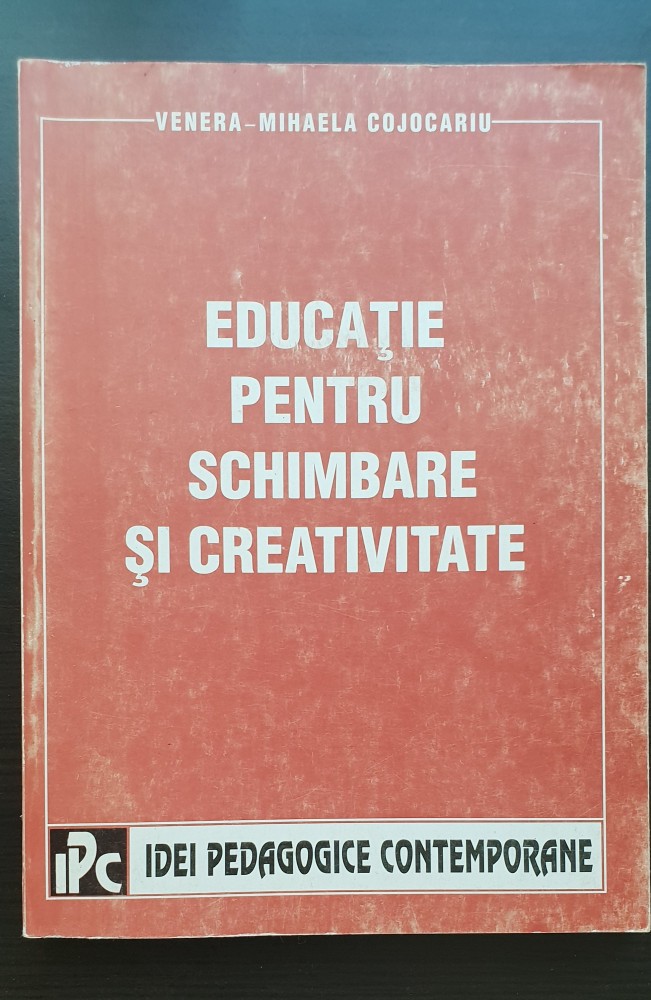 VENERA-MIHAELA COJOCARIU
EDUCAŢIE
PENTRU
SCHIMBARE
ŞI CREATIVITATE
IPC IDEI PEDAGOGICE CONTEMPORANE